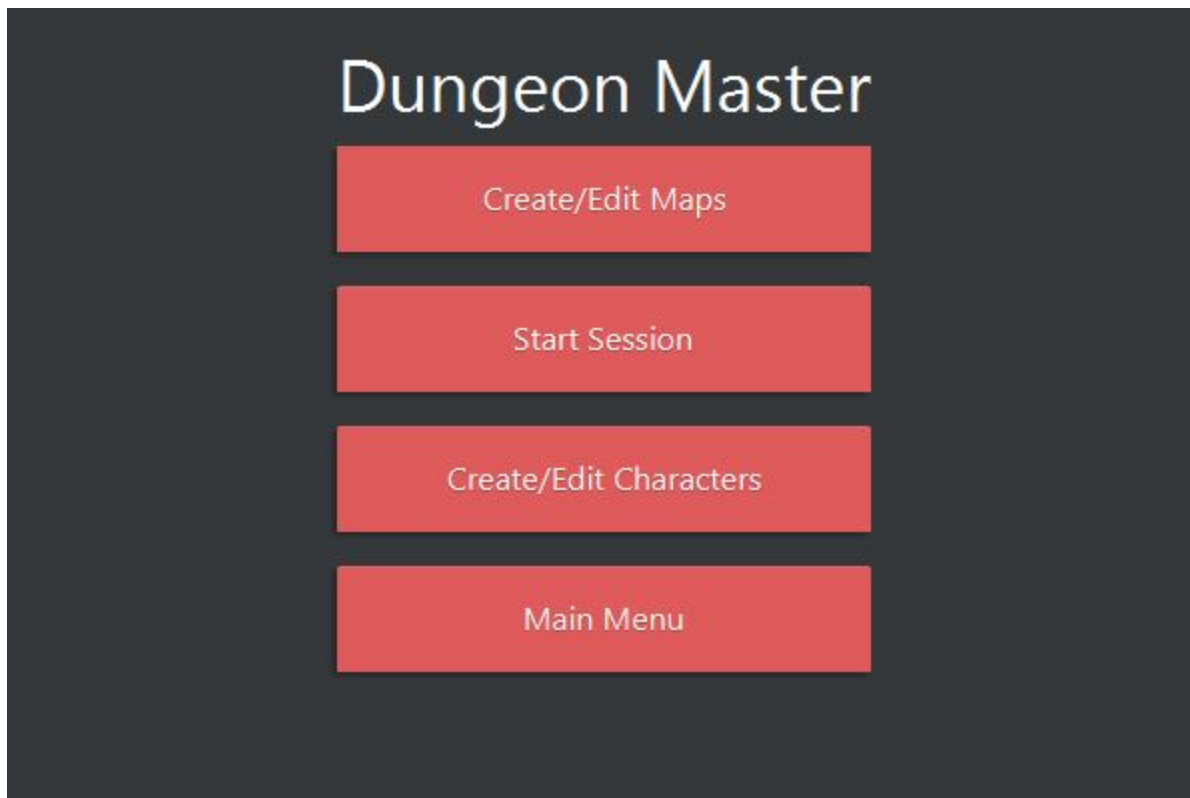 Dungeon Master
Create/Edit Maps
Start Session
Create/Edit Characters
Main Menu